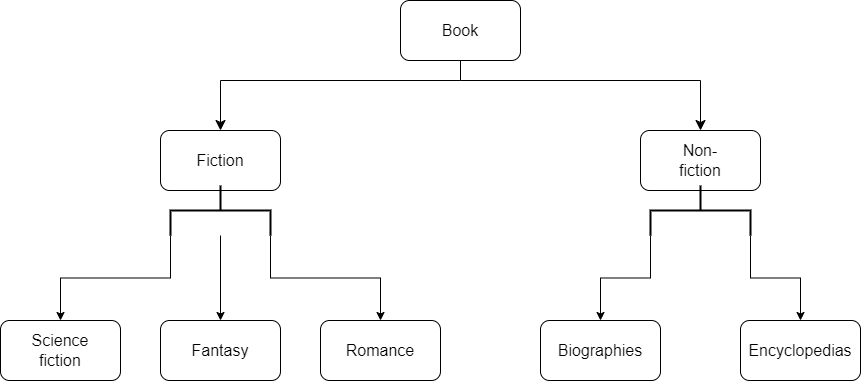 Book
Fiction
Non-
fiction
Science
fiction
Fantasy
Romance
Biographies
Encyclopedias